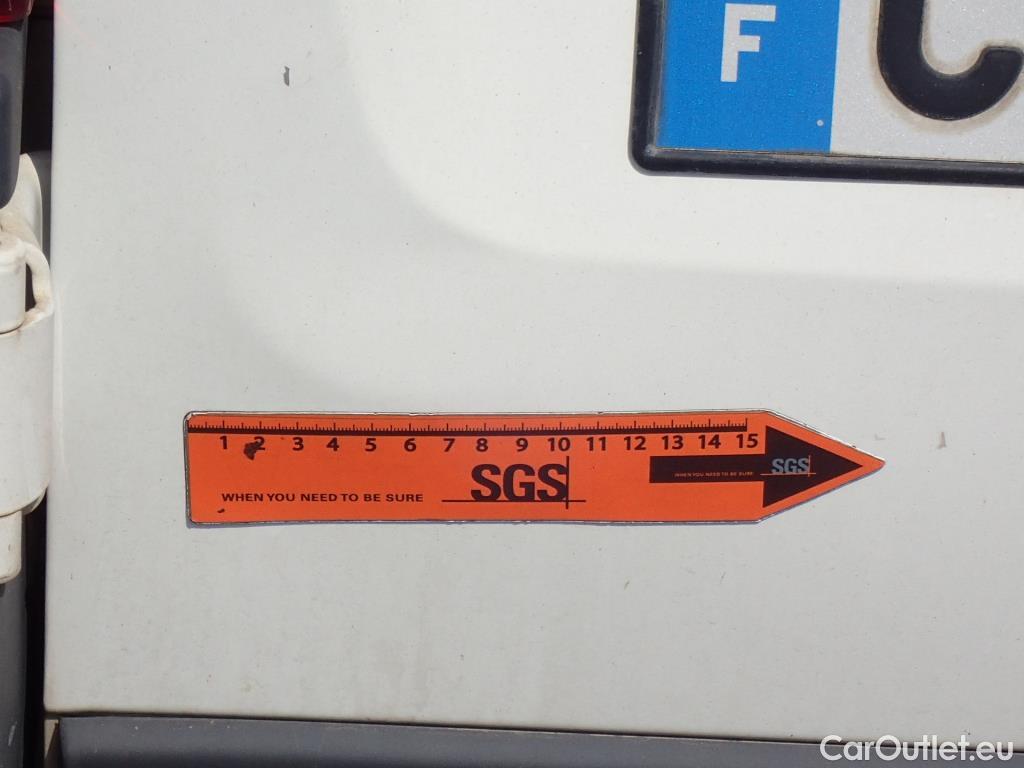 F
1 2 3 4 5 6 7 8 9 10 11 12 13 14 15
WHEN YOU NEED TO BE SURE SGS
WHEN YOU NEED TO BE SURE SGS
CarOutlet.eu